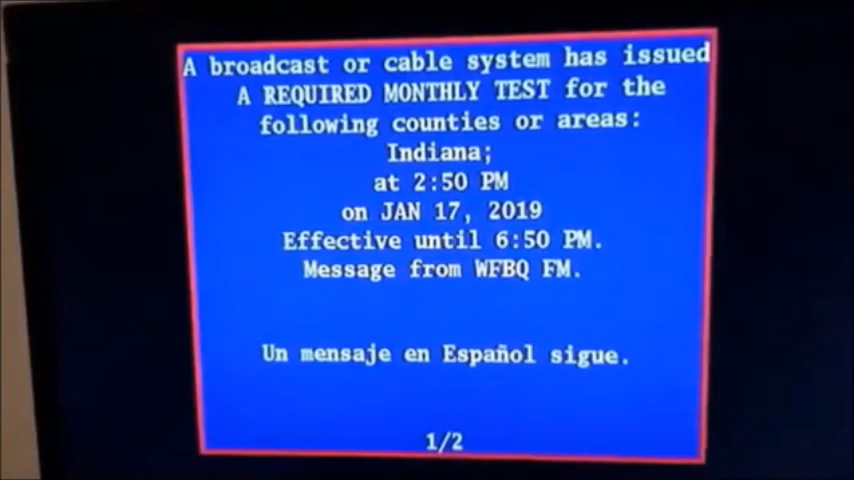 A broadcast or cable system has issued
A REQUIRED MONTHLY TEST for the
following counties or areas:
Indiana;
at 2:50 PM
on JAN 17, 2019
Effective until 6:50 PM.
Message from WFBQ FM.
Un mensaje en Español sigue.
1/2